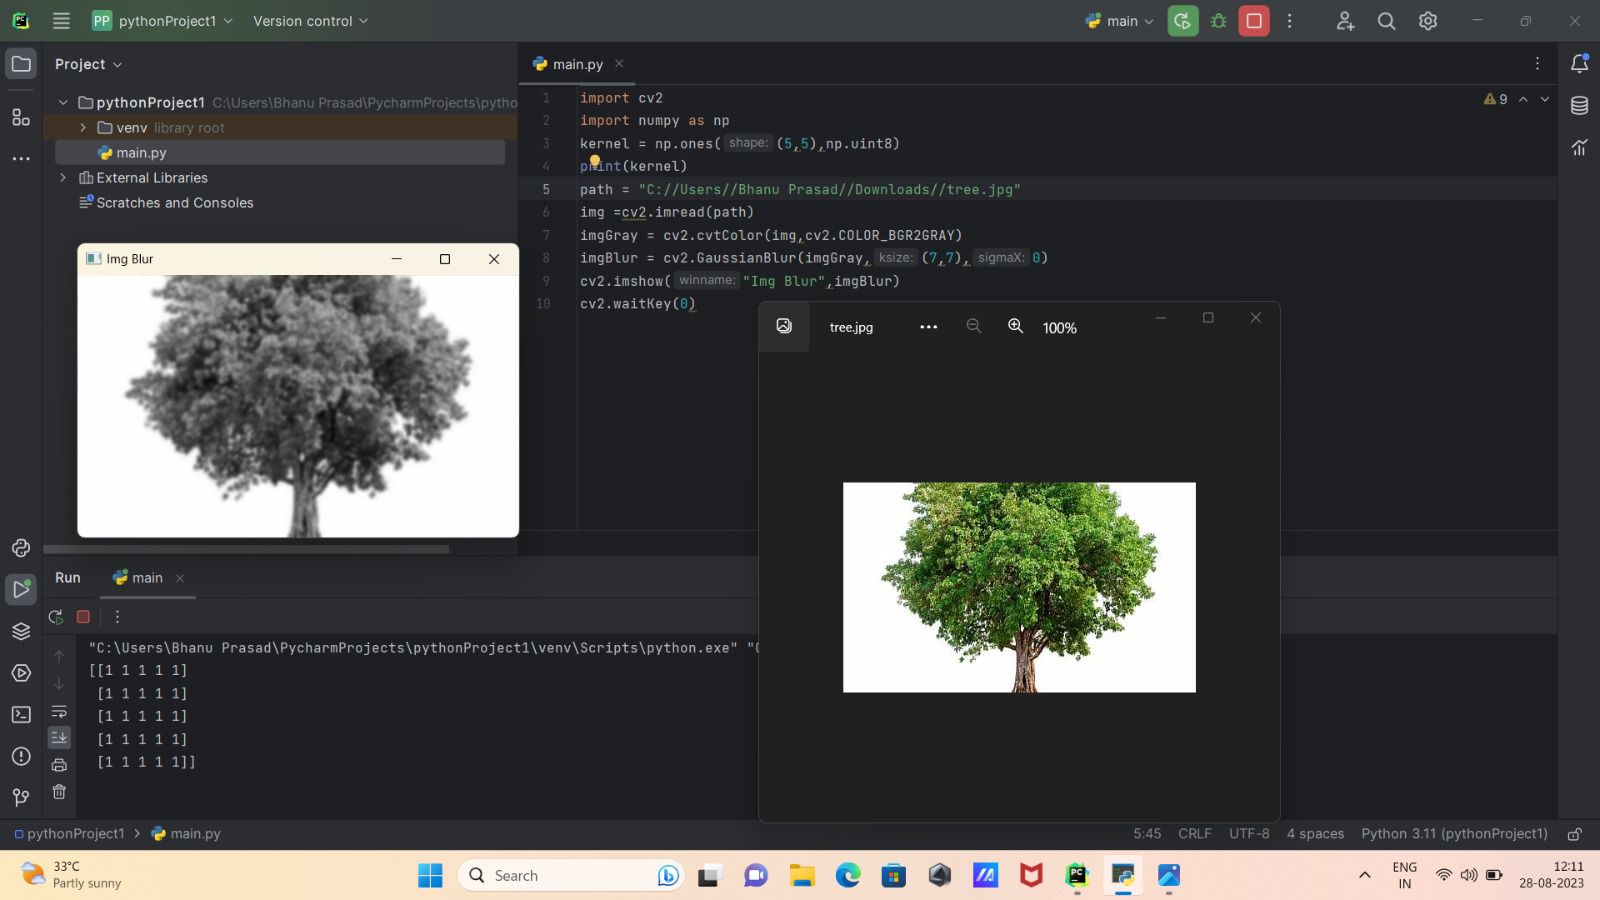 PP pythonProject1 Version control main
Project
main.py
pythonProject1 C:\Users\Bhanu Prasad\PycharmProjects\pytho
venv library root
main.py
External Libraries
Scratches and Consoles
9
1 import cv2
2 import numpy as np
3 kernel = np.ones( shape: (5,5),np.uint8)
4 print(kernel)
5 path = "C://Users//Bhanu Prasad//Downloads//tree.jpg"
6 img =cv2.imread(path)
7 imgGray = cv2.cvtColor(img,cv2.COLOR_BGR2GRAY)
8 imgBlur = cv2.GaussianBlur(imgGray, ksize: (7,7), sigmaX: 0)
9 cv2.imshow( winname: "Img Blur",imgBlur)
10 cv2.waitKey(0)
Img Blur
tree.jpg 100%
Run main
"C:\Users\Bhanu Prasad\PycharmProjects\pythonProject1\venv\Scripts\python.exe" "
[[1 1 1 1 1]
[1 1 1 1 1]
[1 1 1 1 1]
[1 1 1 1 1]
[1 1 1 1 1]]
pythonProject1 > main.py
5:45 CRLF UTF-8 4 spaces Python 3.11 (pythonProject1)
33°C
Partly sunny
Search
ENG
IN
12:11
28-08-2023